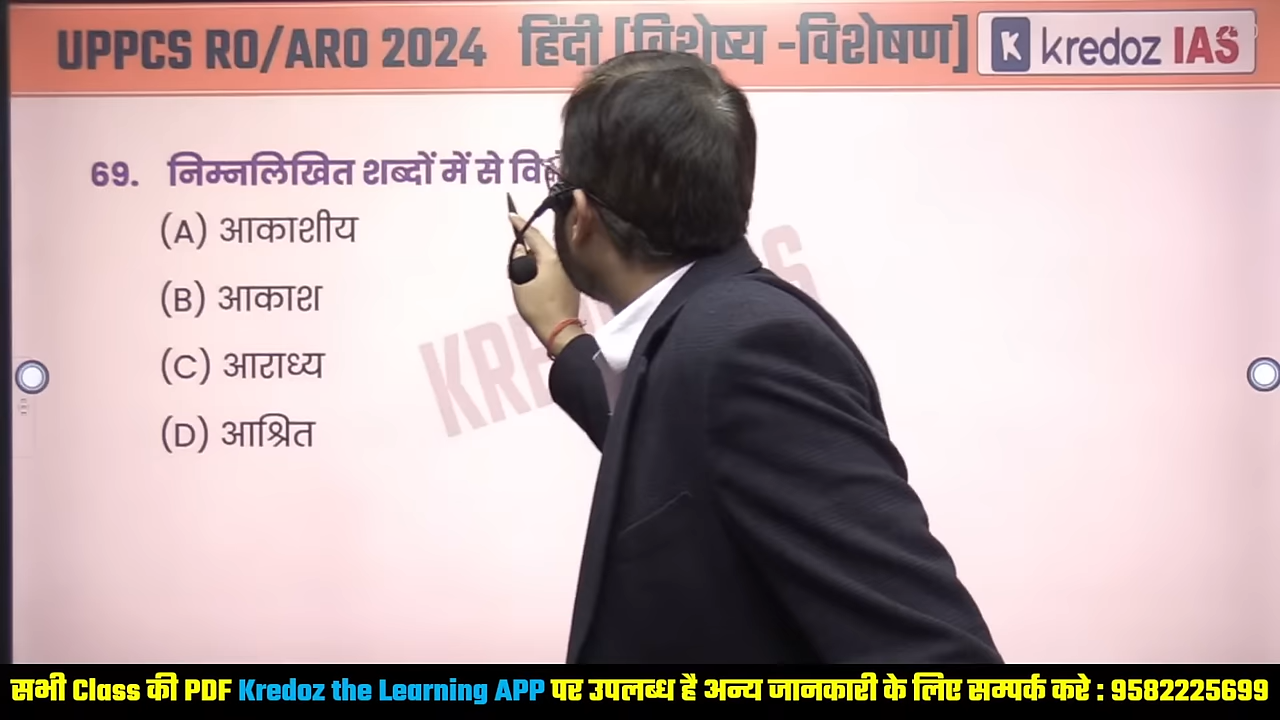 UPPCS RO/ARO 2024 हिंदी [विशेष्य -विशेषण]
K kredoz IAS
69. निम्नलिखित शब्दों में से
(A) आकाशीय
(B) आकाश
(C) आराध्य
(D) आश्रित
सभी Class की PDF Kredoz the Learning APP पर उपलब्ध है अन्य जानकारी के लिए सम्पर्क करे : 9582225699